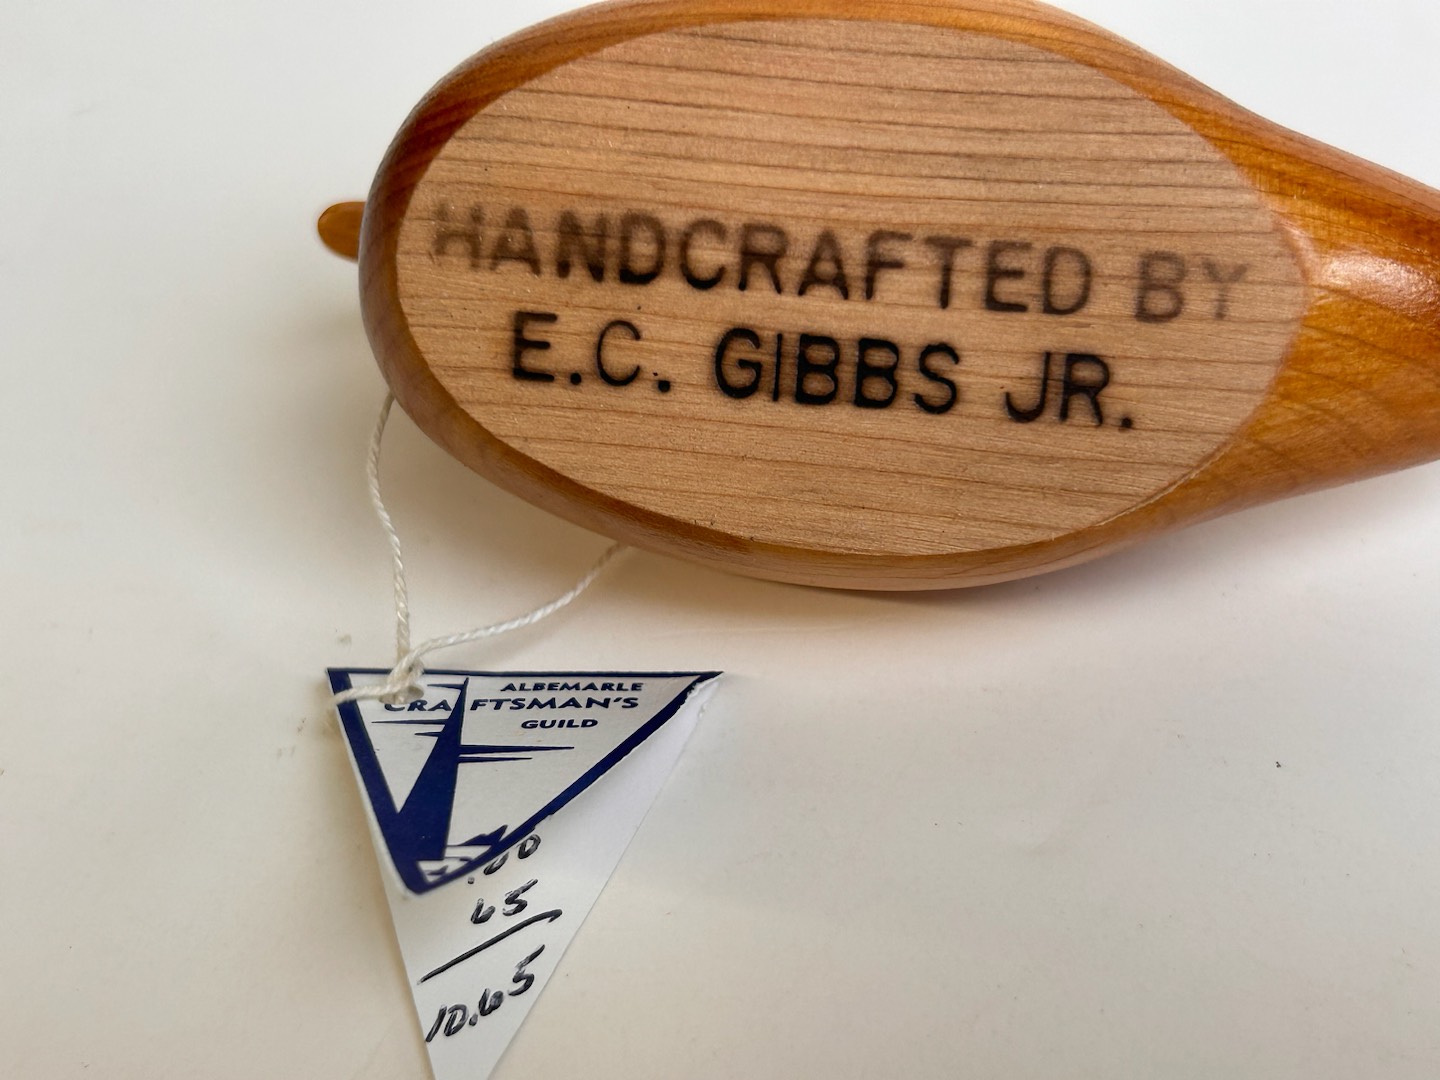 HANDCRAFTED BY
E.C. GIBBS JR.
ALBEMARLE
CRAFTSMAN'S
GUILD
.00
65
10.65